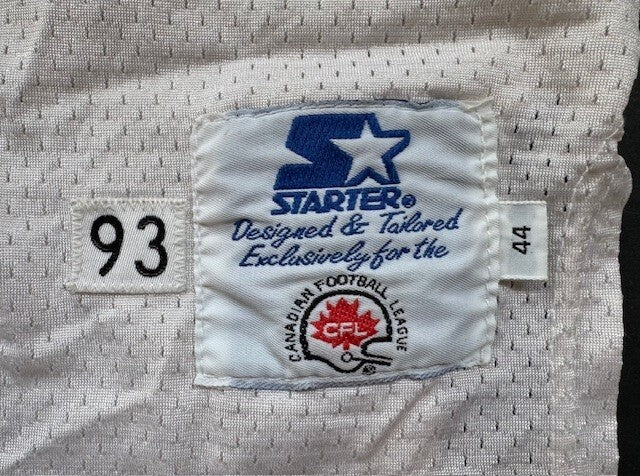 93
STARTER®
Designed & Tailored
Exclusively for the
CANADIAN FOOTBALL LEAGUE
CFL
44